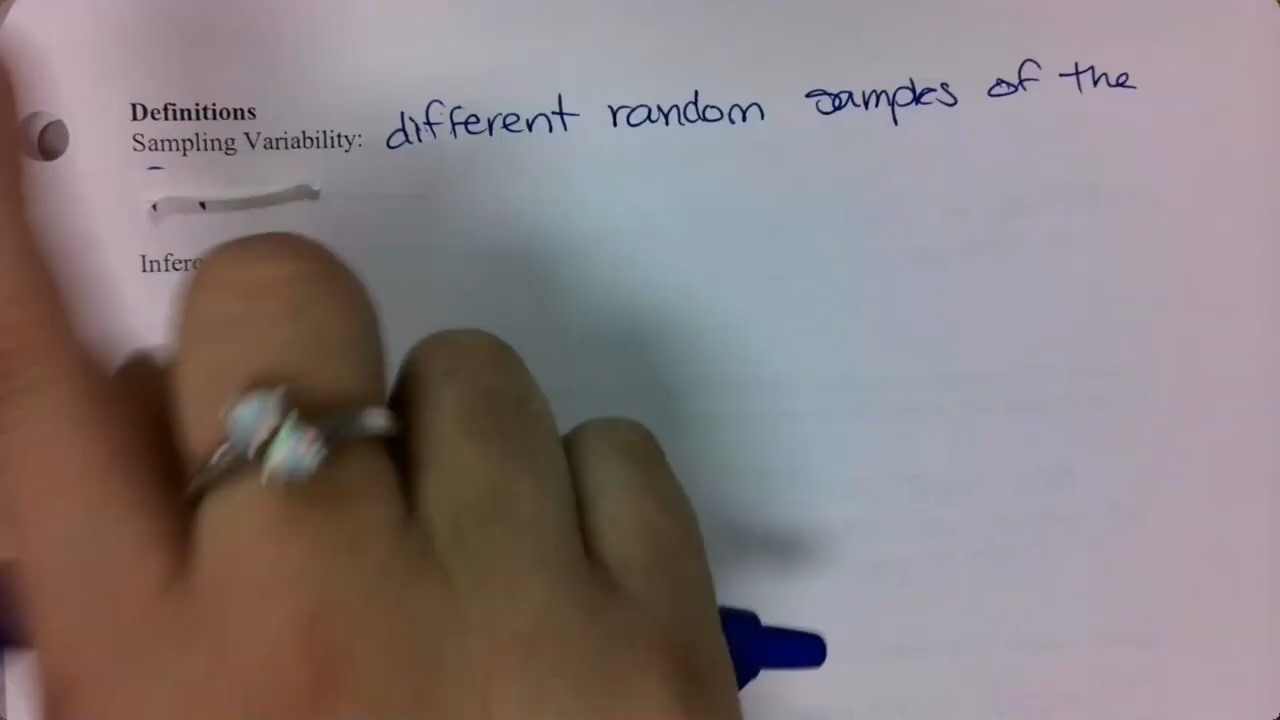 Definitions
Sampling Variability: different random samples of the